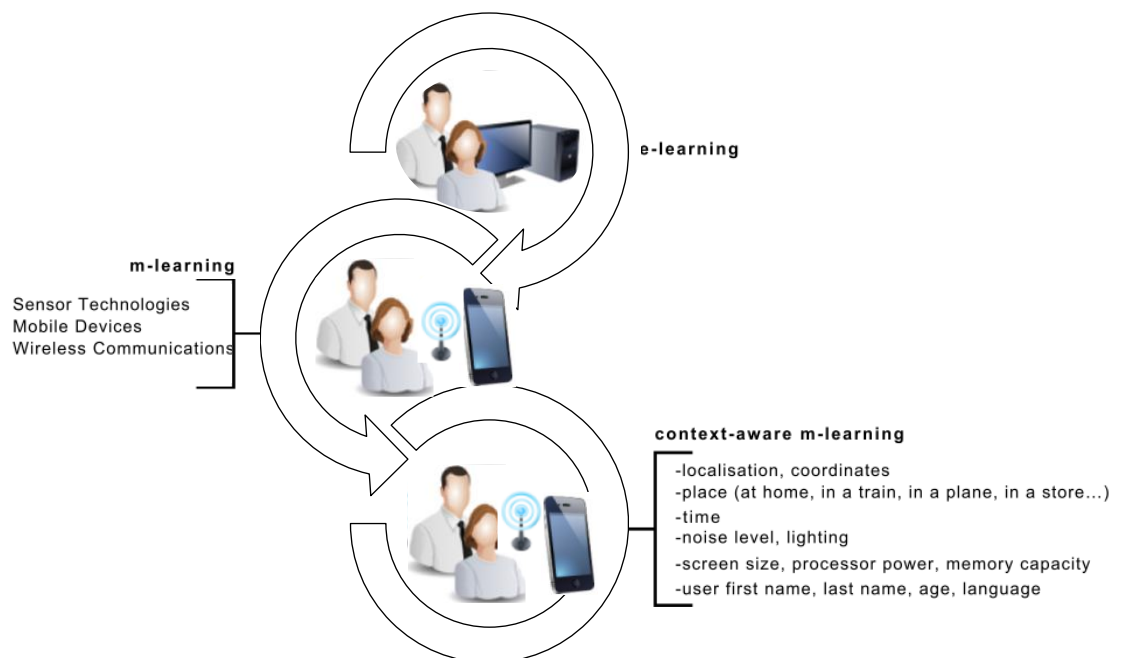 e-learning
m-learning
Sensor Technologies
Mobile Devices
Wireless Communications
context-aware m-learning
-localisation, coordinates
-place (at home, in a train, in a plane, in a store...)
-time
-noise level, lighting
-screen size, processor power, memory capacity
-user first name, last name, age, language